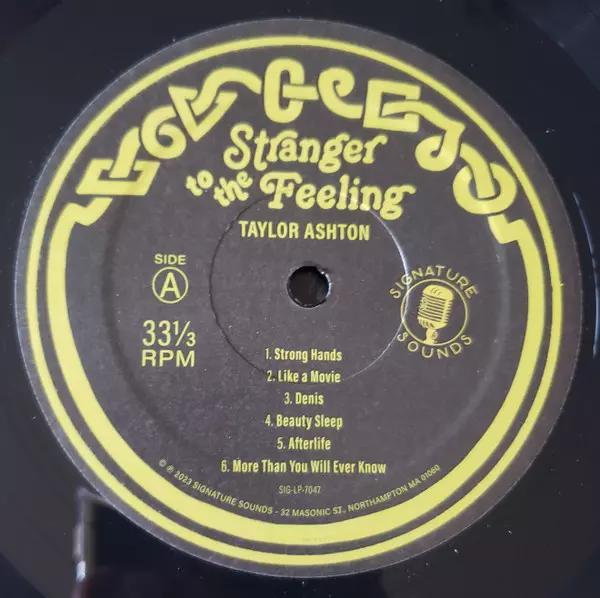 Stranger
to the Feeling
TAYLOR ASHTON
SIDE
A
33 1/3
RPM
SIGNATURE
SOUNDS
1. Strong Hands
2. Like a Movie
3. Denis
4. Beauty Sleep
5. Afterlife
6. More Than You Will Ever Know
SIG-LP-7047
© ℗ 2023 SIGNATURE SOUNDS - 32 MASONIC ST., NORTHAMPTON MA 01060